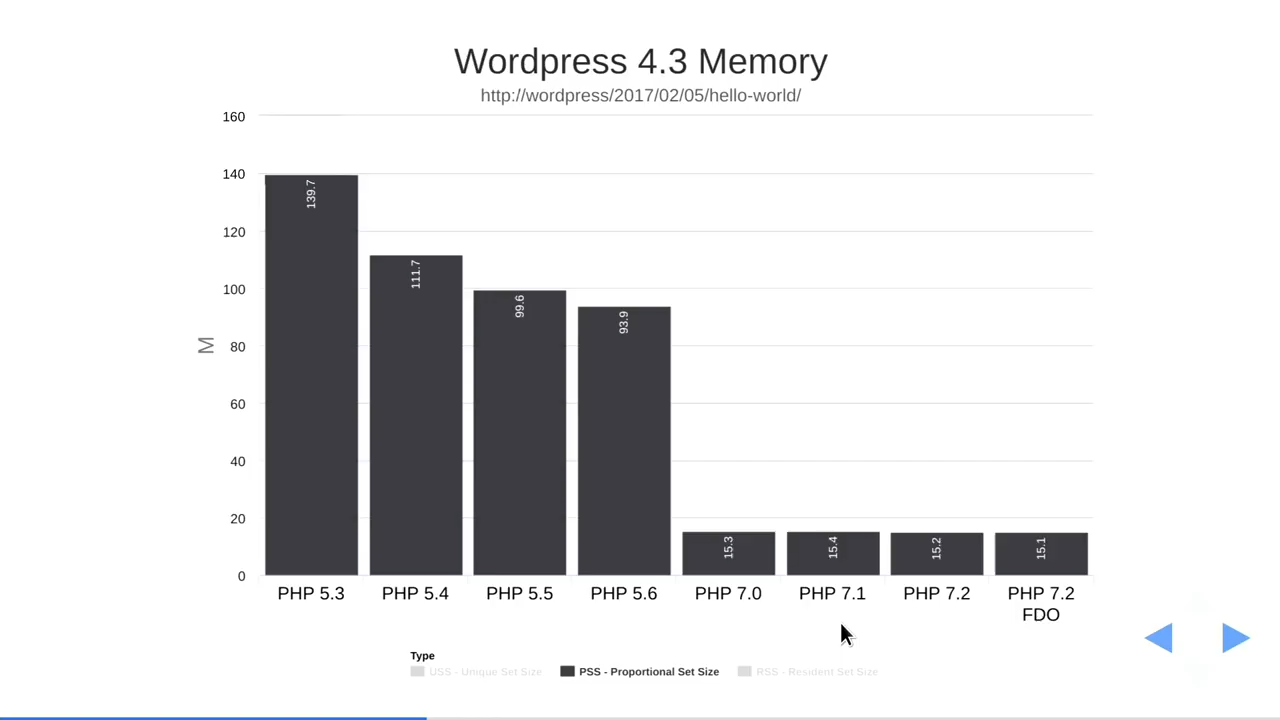 Wordpress 4.3 Memory
http://wordpress/2017/02/05/hello-world/
160
140
120
100
80
60
40
20
0
M
139.7
111.7
99.6
93.9
15.3
15.4
15.2
15.1
PHP 5.3 PHP 5.4 PHP 5.5 PHP 5.6 PHP 7.0 PHP 7.1 PHP 7.2 PHP 7.2
FDO
Type
USS - Unique Set Size PSS - Proportional Set Size RSS - Resident Set Size